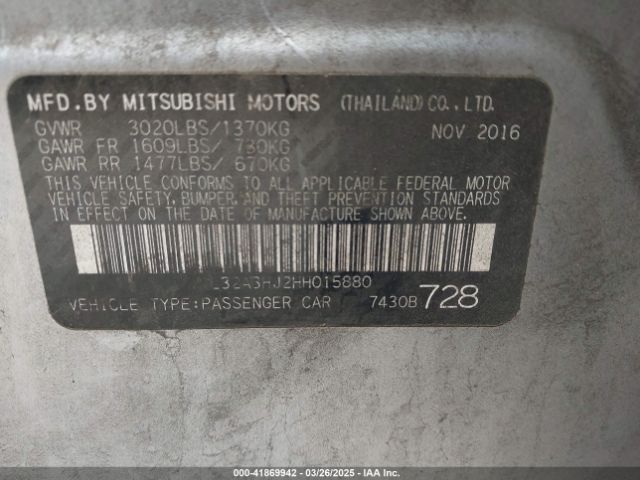 MFD.BY MITSUBISHI MOTORS (THAILAND)CO.,LTD.
GVWR 3020LBS/1370KG NOV 2016
GAWR FR 1609LBS/ 730KG
GAWR RR 1477LBS/ 670KG
THIS VEHICLE CONFORMS TO ALL APPLICABLE FEDERAL MOTOR
VEHICLE SAFETY, BUMPER, AND THEFT PREVENTION STANDARDS
IN EFFECT ON THE DATE OF MANUFACTURE SHOWN ABOVE.
L32A3HJ2HH015880
VEHICLE TYPE:PASSENGER CAR 7430B 728
000-41869942 - 03/26/2025 - IAA Inc.